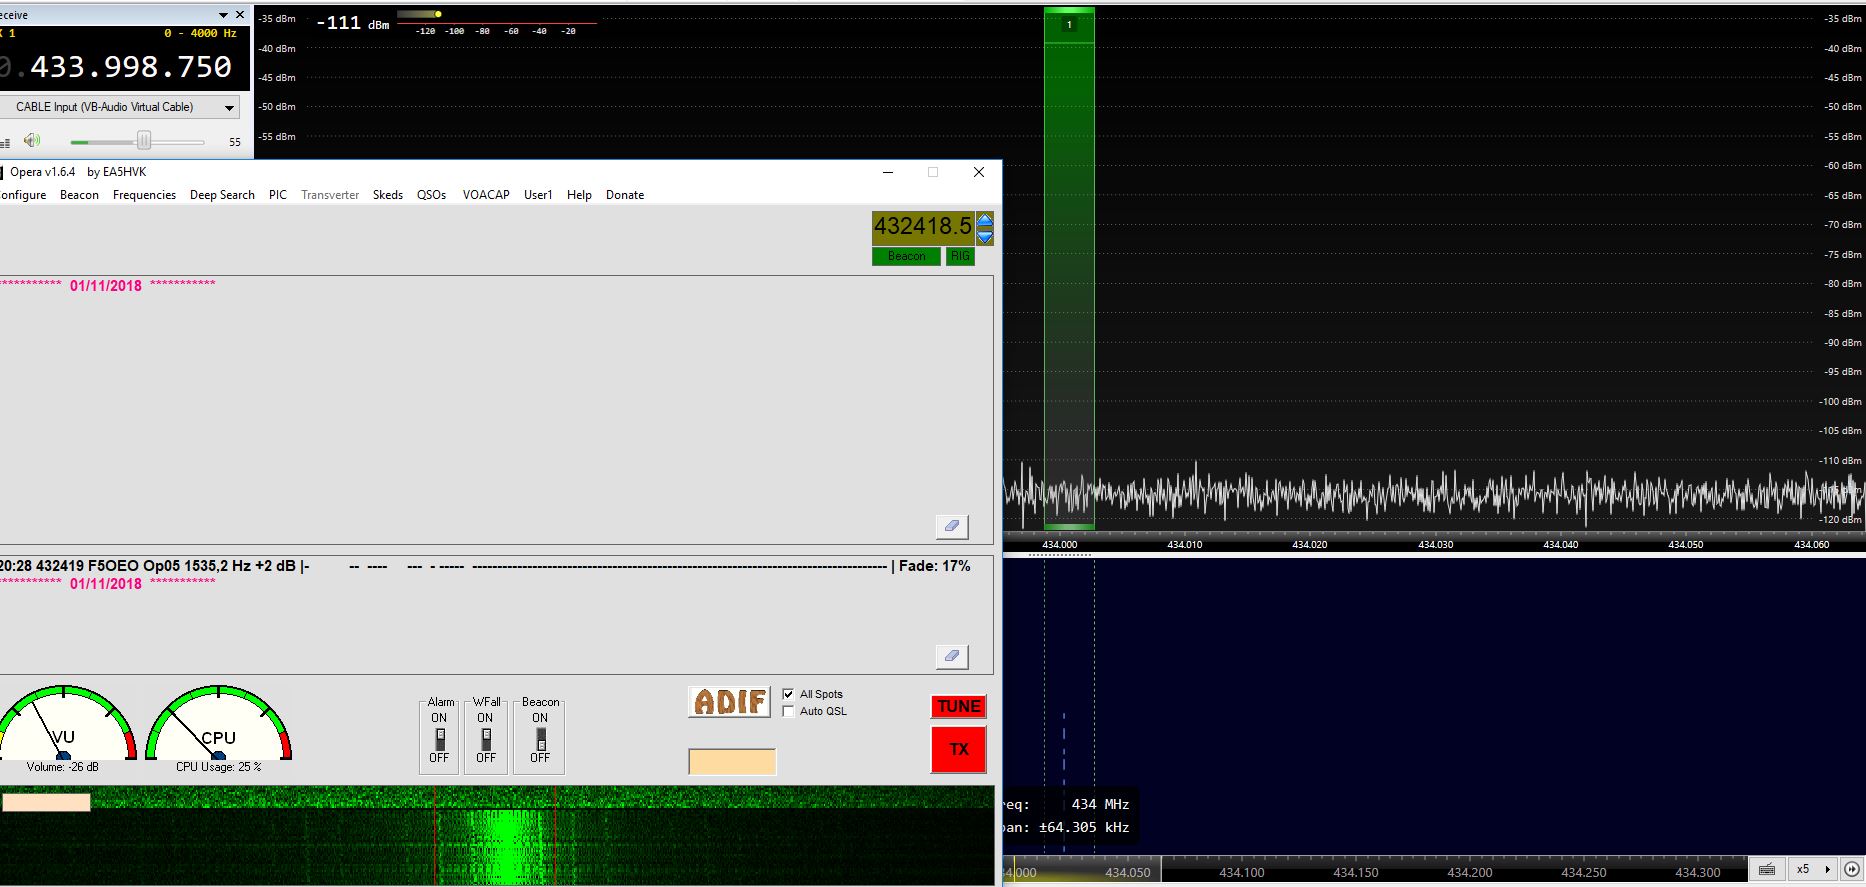 eceive
X 1 0 - 4000 Hz
0.433.998.750
CABLE Input (VB-Audio Virtual Cable)
55
-111 dBm
-120 -100 -80 -60 -40 -20
1
-35 dBm -35 dBm
-40 dBm -40 dBm
-45 dBm -45 dBm
-50 dBm -50 dBm
-55 dBm -55 dBm
-60 dBm
-65 dBm
-70 dBm
-75 dBm
-80 dBm
-85 dBm
-90 dBm
-95 dBm
-100 dBm
-105 dBm
-110 dBm
-115 dBm
-120 dBm
434.000 434.010 434.020 434.030 434.040 434.050 434.060
Opera v1.6.4 by EA5HVK
onfigure Beacon Frequencies Deep Search PIC Transverter Skeds QSOs VOACAP User1 Help Donate
432418.5
Beacon RIG
*********** 01/11/2018 ***********
20:28 432419 F5OEO Op05 1535,2 Hz +2 dB |- -- ---- --- - ----- ------------------------------------------------------------------------------------ | Fade: 17%
*********** 01/11/2018 ***********
VU
Volume: -26 dB
CPU
CPU Usage: 25 %
Alarm WFall Beacon
ON ON ON
OFF OFF OFF
ADIF
All Spots
Auto QSL
TUNE
TX
req: 434 MHz
pan: ±64.305 kHz
4.000 434.050 434.100 434.150 434.200 434.250 434.300
x5